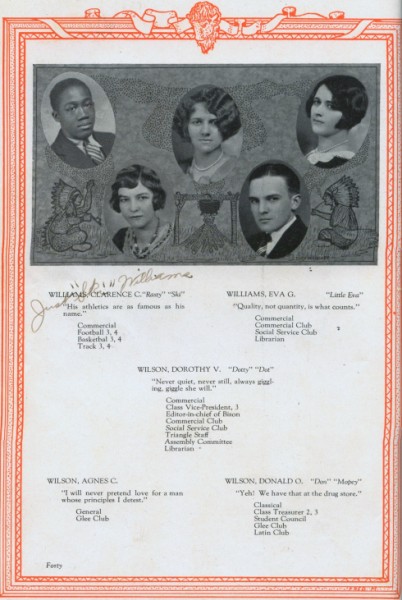 Just "Ski" Williams
WILLIAMS, CLARENCE C. "Rooty" "Ski"
"His athletics are as famous as his
name."
Commercial
Football 3, 4
Basketbal 3, 4
Track 3, 4
WILLIAMS, EVA G. "Little Eva"
"Quality, not quantity, is what counts."
Commercial
Commercial Club
Social Service Club
Librarian
WILSON, DOROTHY V. "Dotty" "Dot"
"Never quiet, never still, always giggl-
ing, giggle she will."
Commercial
Class Vice-President, 3
Editor-in-chief of Bison
Commercial Club
Social Service Club
Triangle Staff
Assembly Committee
Librarian
WILSON, AGNES C.
"I will never pretend love for a man
whose principles I detest."
General
Glee Club
WILSON, DONALD O. "Don" "Mopey"
"Yeh! We have that at the drug store."
Classical
Class Treasurer 2, 3
Student Council
Glee Club
Latin Club
Forty